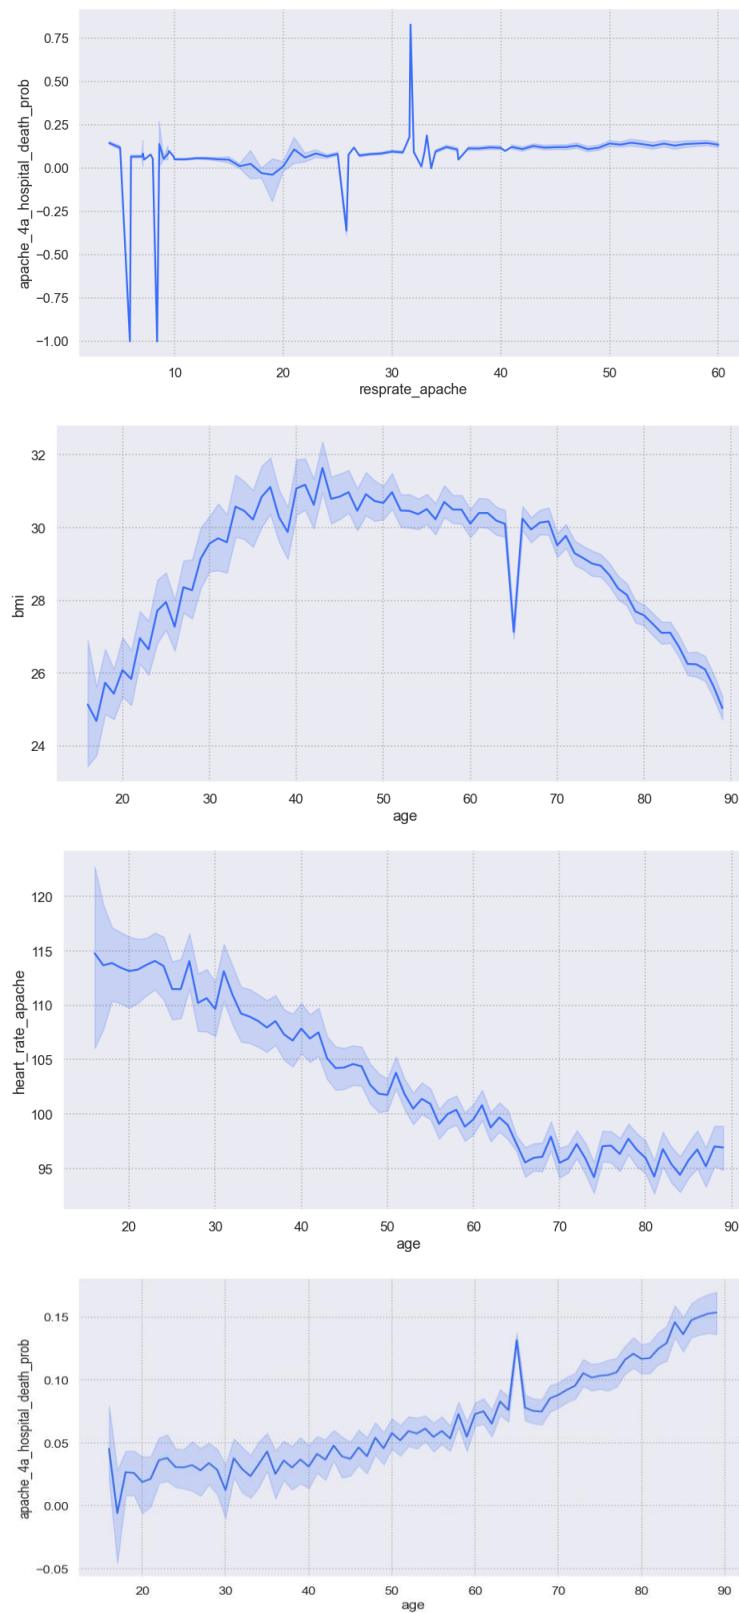 apache_4a_hospital_death_prob
0.75
0.50
0.25
0.00
−0.25
−0.50
−0.75
−1.00
10 20 30 40 50 60
resprate_apache
bmi
32
30
28
26
24
20 30 40 50 60 70 80 90
age
heart_rate_apache
120
115
110
105
100
95
20 30 40 50 60 70 80 90
age
apache_4a_hospital_death_prob
0.15
0.10
0.05
0.00
−0.05
20 30 40 50 60 70 80 90
age